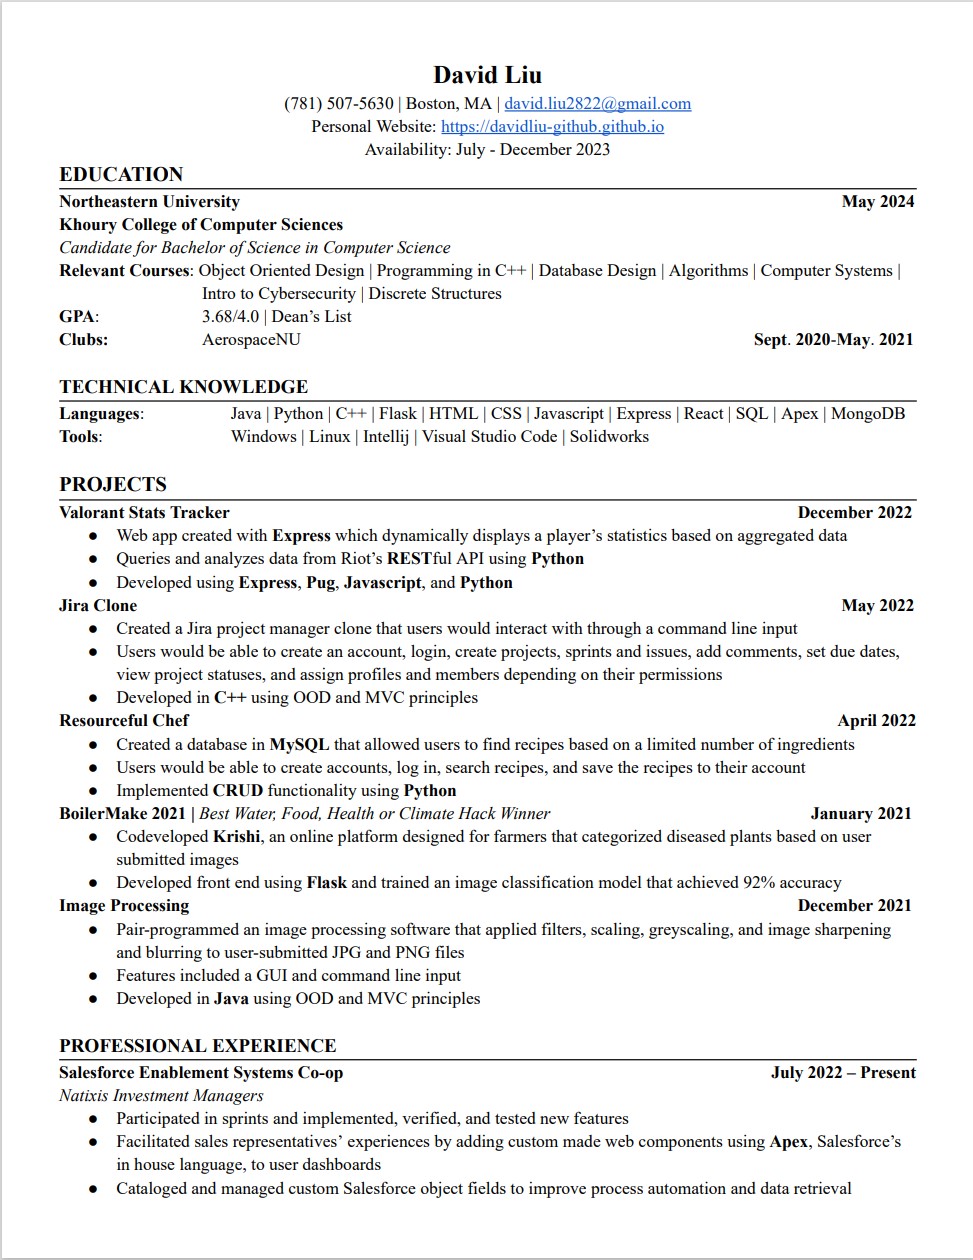 David Liu
(781) 507-5630 | Boston, MA | david.liu2822@gmail.com
Personal Website: https://davidliu-github.github.io
Availability: July - December 2023
EDUCATION
Northeastern University May 2024
Khoury College of Computer Sciences
Candidate for Bachelor of Science in Computer Science
Relevant Courses: Object Oriented Design | Programming in C++ | Database Design | Algorithms | Computer Systems |
Intro to Cybersecurity | Discrete Structures
GPA: 3.68/4.0 | Dean’s List
Clubs: AerospaceNU Sept. 2020-May. 2021
TECHNICAL KNOWLEDGE
Languages: Java | Python | C++ | Flask | HTML | CSS | Javascript | Express | React | SQL | Apex | MongoDB
Tools: Windows | Linux | Intellij | Visual Studio Code | Solidworks
PROJECTS
Valorant Stats Tracker December 2022
● Web app created with Express which dynamically displays a player’s statistics based on aggregated data
● Queries and analyzes data from Riot’s RESTful API using Python
● Developed using Express, Pug, Javascript, and Python
Jira Clone May 2022
● Created a Jira project manager clone that users would interact with through a command line input
● Users would be able to create an account, login, create projects, sprints and issues, add comments, set due dates,
view project statuses, and assign profiles and members depending on their permissions
● Developed in C++ using OOD and MVC principles
Resourceful Chef April 2022
● Created a database in MySQL that allowed users to find recipes based on a limited number of ingredients
● Users would be able to create accounts, log in, search recipes, and save the recipes to their account
● Implemented CRUD functionality using Python
BoilerMake 2021 | Best Water, Food, Health or Climate Hack Winner January 2021
● Codeveloped Krishi, an online platform designed for farmers that categorized diseased plants based on user
submitted images
● Developed front end using Flask and trained an image classification model that achieved 92% accuracy
Image Processing December 2021
● Pair-programmed an image processing software that applied filters, scaling, greyscaling, and image sharpening
and blurring to user-submitted JPG and PNG files
● Features included a GUI and command line input
● Developed in Java using OOD and MVC principles
PROFESSIONAL EXPERIENCE
Salesforce Enablement Systems Co-op July 2022 – Present
Natixis Investment Managers
● Participated in sprints and implemented, verified, and tested new features
● Facilitated sales representatives’ experiences by adding custom made web components using Apex, Salesforce’s
in house language, to user dashboards
● Cataloged and managed custom Salesforce object fields to improve process automation and data retrieval